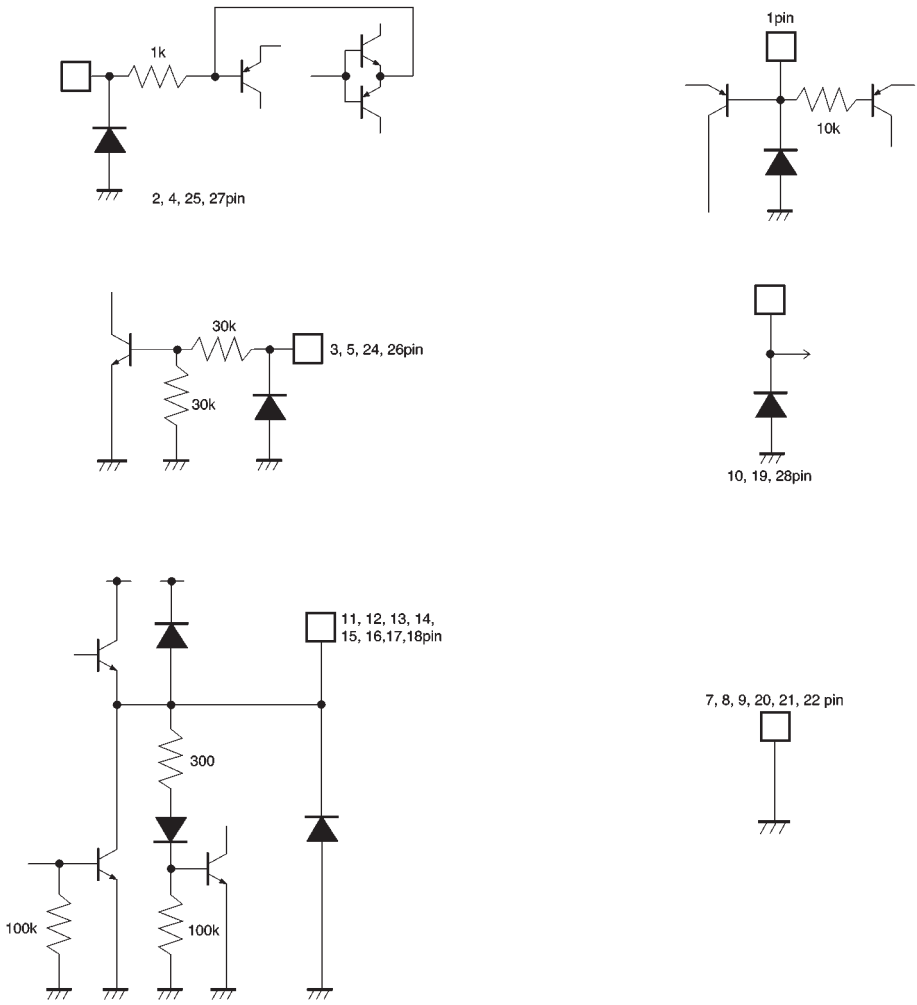 1k
2, 4, 25, 27pin
1pin
10k
30k
3, 5, 24, 26pin
30k
10, 19, 28pin
11, 12, 13, 14,
15, 16,17,18pin
300
100k
100k
7, 8, 9, 20, 21, 22 pin